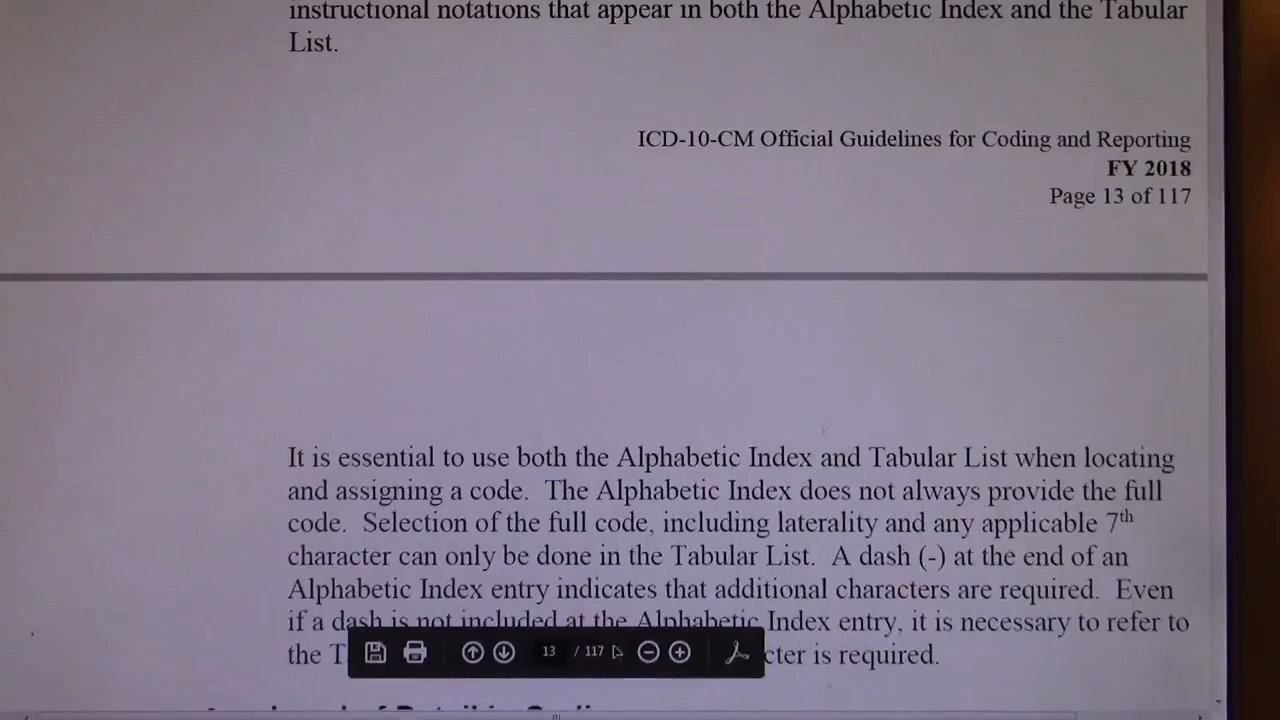 instructional notations that appear in both the Alphabetic Index and the Tabular
List.
ICD-10-CM Official Guidelines for Coding and Reporting
FY 2018
Page 13 of 117
It is essential to use both the Alphabetic Index and Tabular List when locating
and assigning a code. The Alphabetic Index does not always provide the full
code. Selection of the full code, including laterality and any applicable 7th
character can only be done in the Tabular List. A dash (-) at the end of an
Alphabetic Index entry indicates that additional characters are required. Even
if a dash is not included at the Alphabetic Index entry, it is necessary to refer to
the T
cter is required.
13 / 117